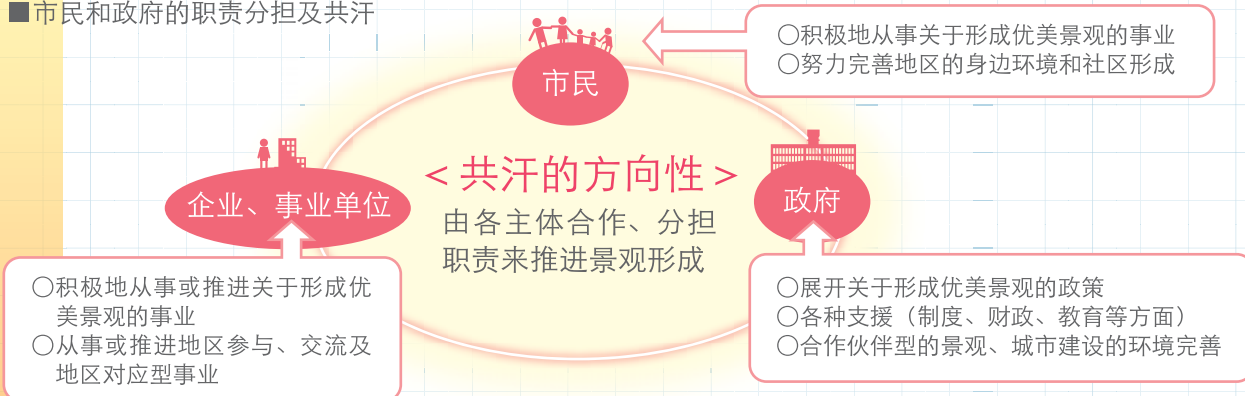 ■市民和政府的职责分担及共汗
○积极地从事关于形成优美景观的事业
○努力完善地区的身边环境和社区形成
市民
＜共汗的方向性＞
由各主体合作、分担
职责来推进景观形成
企业、事业单位
政府
○积极地从事或推进关于形成优
美景观的事业
○从事或推进地区参与、交流及
地区对应型事业
○展开关于形成优美景观的政策
○各种支援（制度、财政、教育等方面）
○合作伙伴型的景观、城市建设的环境完善